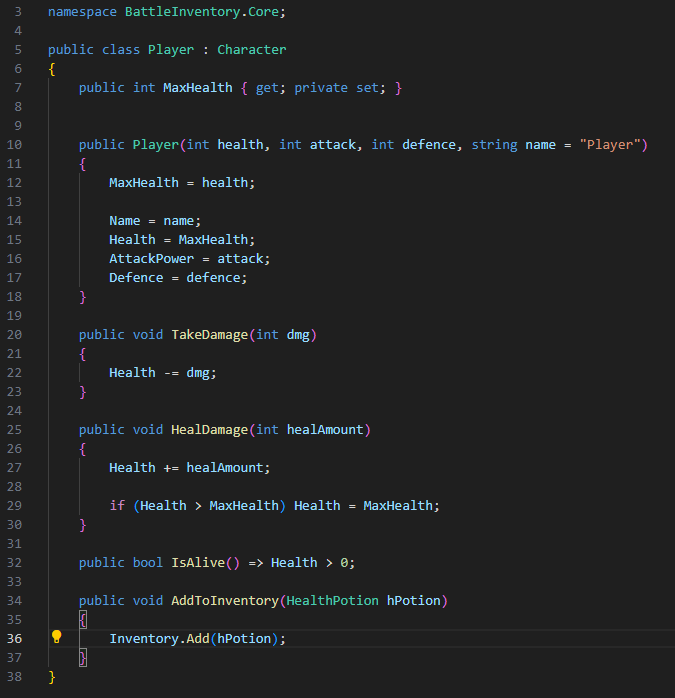 3 namespace BattleInventory.Core;
4
5 public class Player : Character
6 {
7     public int MaxHealth { get; private set; }
8
9
10     public Player(int health, int attack, int defence, string name = "Player")
11     {
12         MaxHealth = health;
13
14         Name = name;
15         Health = MaxHealth;
16         AttackPower = attack;
17         Defence = defence;
18     }
19
20     public void TakeDamage(int dmg)
21     {
22         Health -= dmg;
23     }
24
25     public void HealDamage(int healAmount)
26     {
27         Health += healAmount;
28
29         if (Health > MaxHealth) Health = MaxHealth;
30     }
31
32     public bool IsAlive() => Health > 0;
33
34     public void AddToInventory(HealthPotion hPotion)
35     {
36         Inventory.Add(hPotion);
37     }
38 }